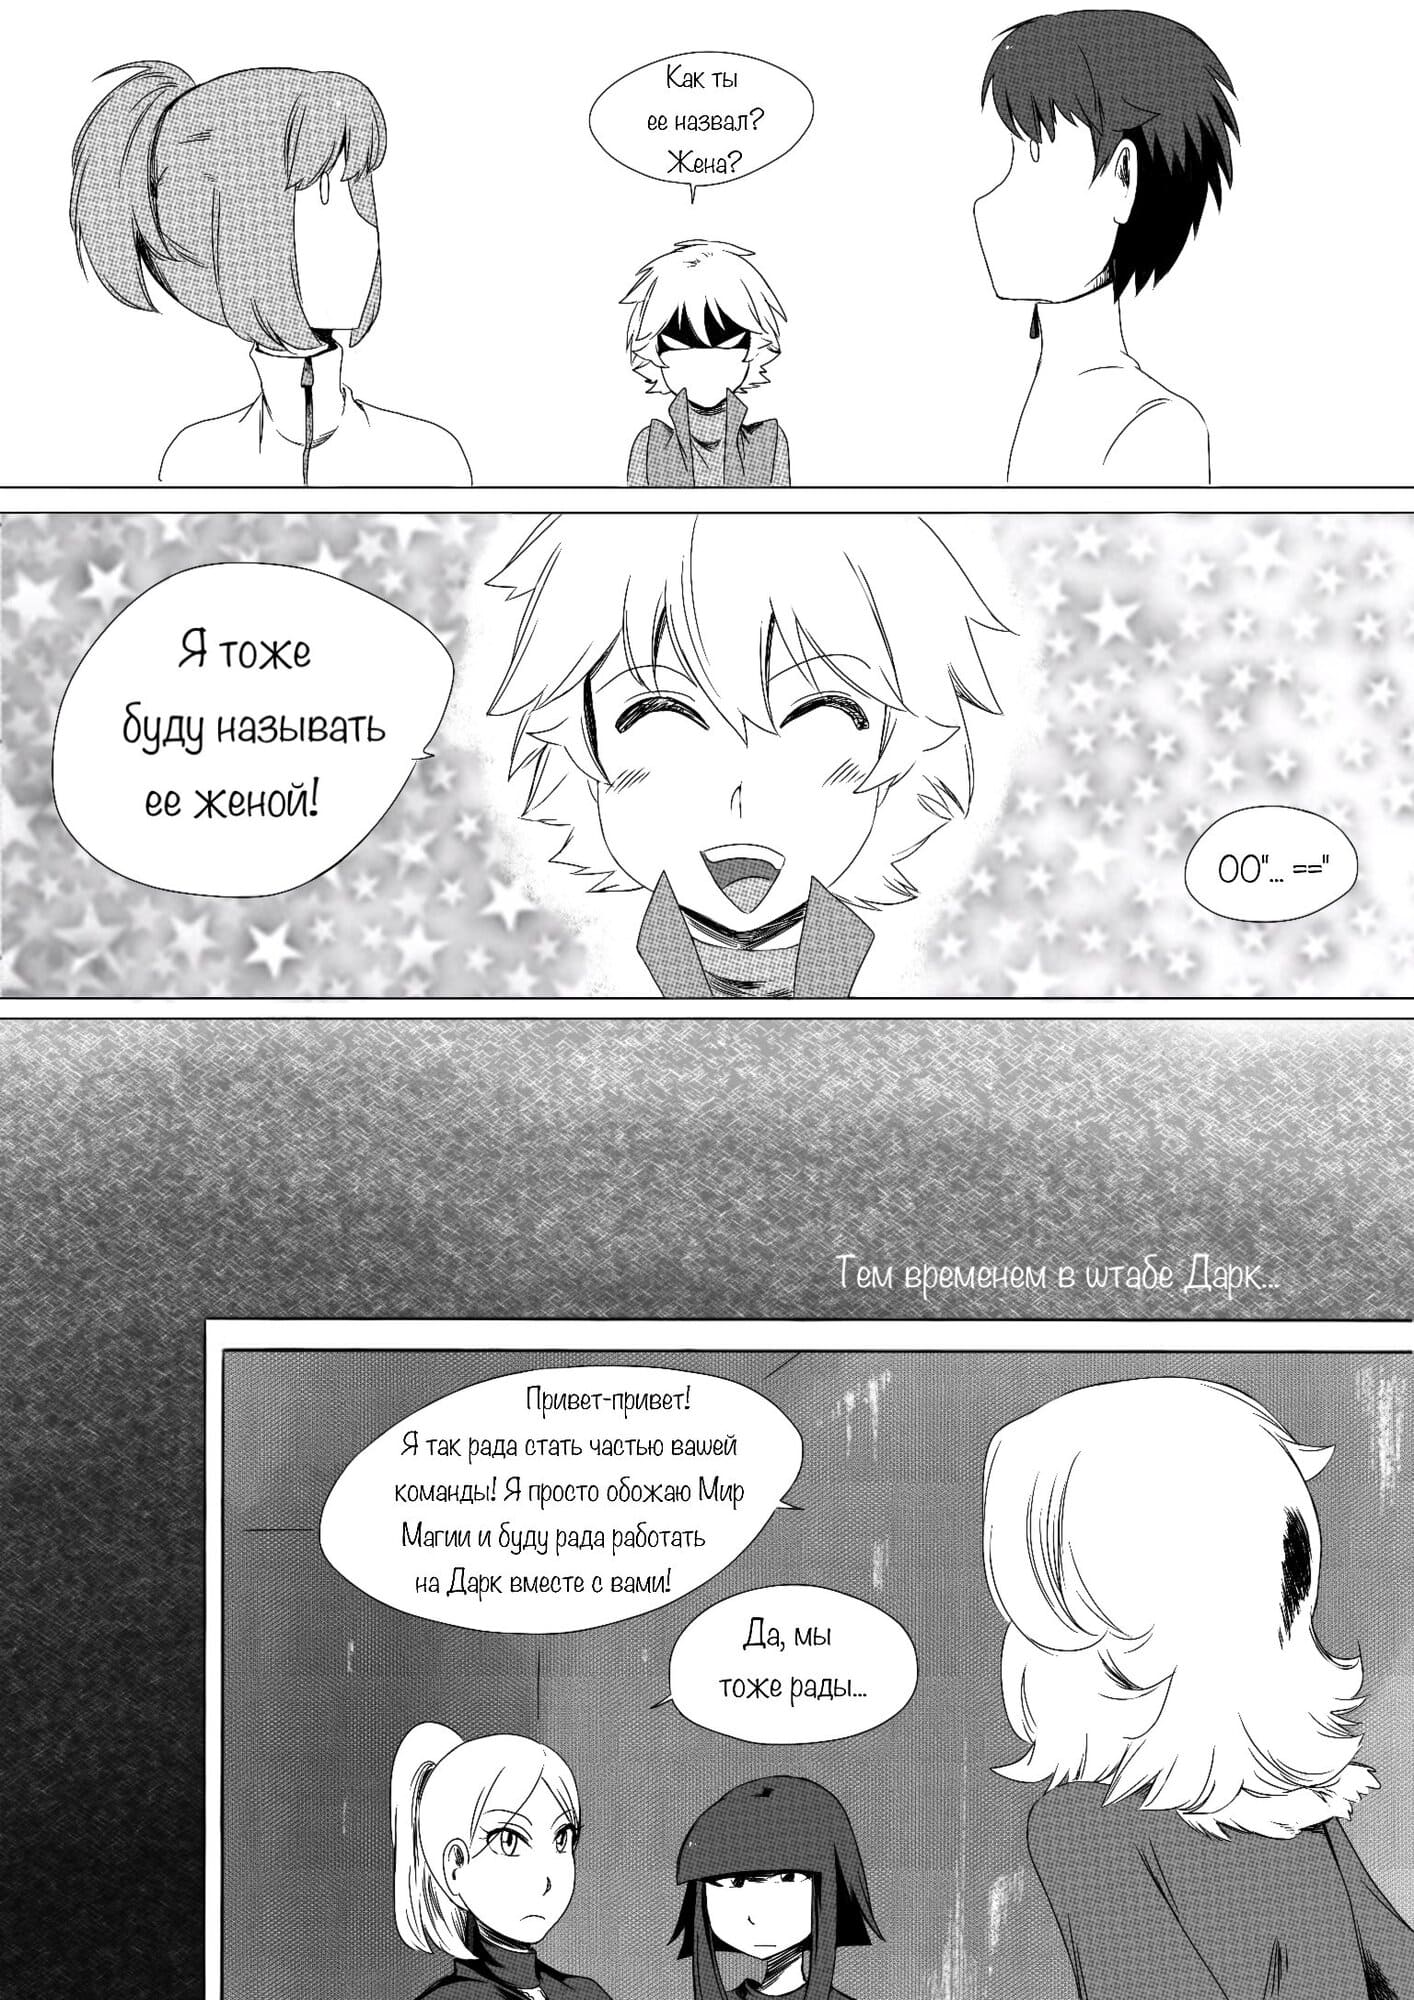 Как ты
ее назвал?
Жена?
Я тоже
буду называть
ее женой!
ОО"... =="
Тем временем в штабе Дарк...
Привет-привет!
Я так рада стать частью вашей
команды! Я просто обожаю Мир
Магии и буду рада работать
на Дарк вместе с вами!
Да, мы
тоже рады...